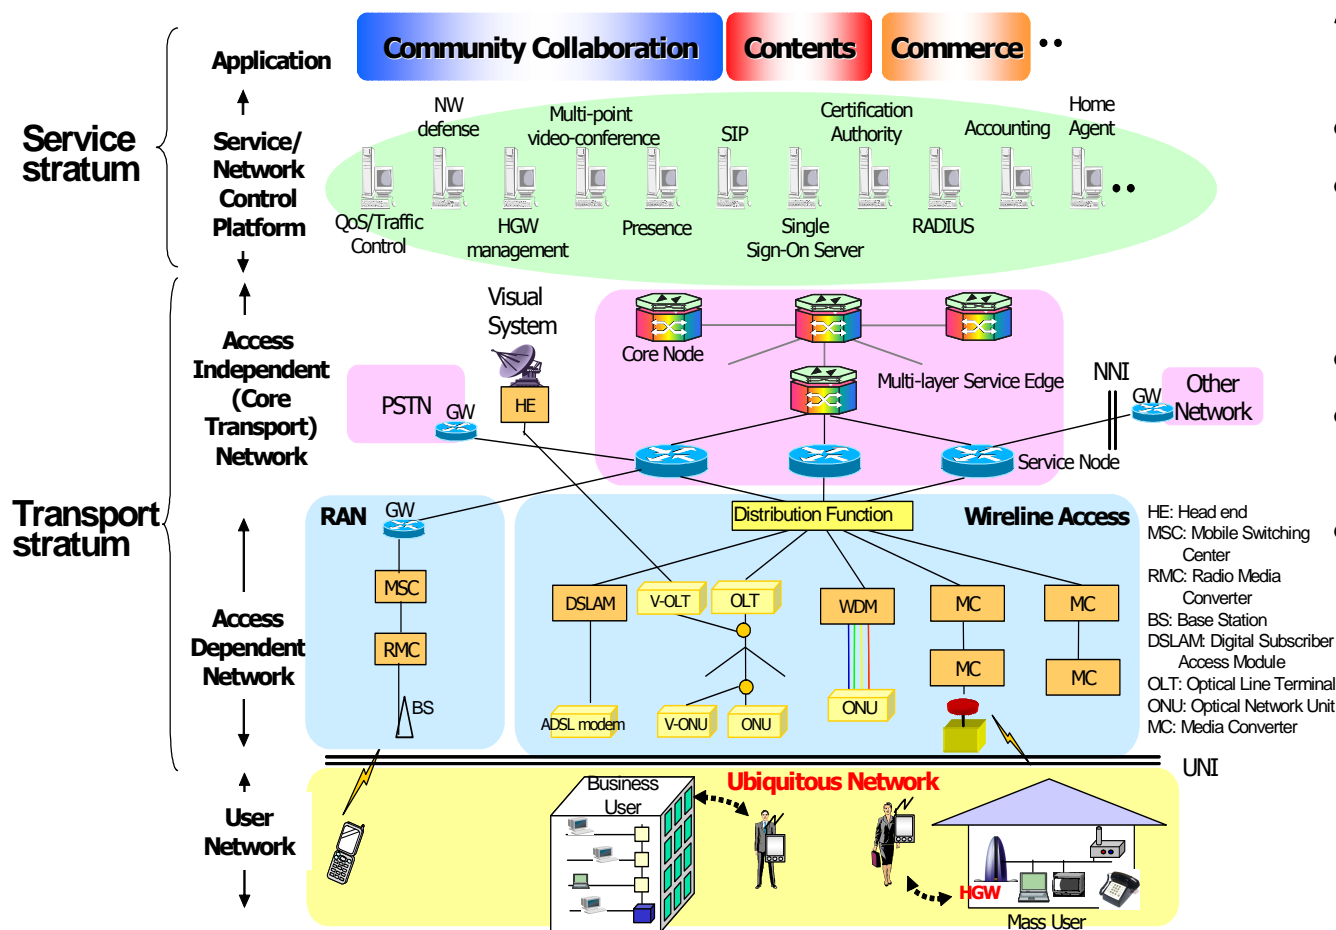 Community Collaboration
Contents
Commerce
Application
Service
stratum
Service/
Network
Control
Platform
NW
defense
Multi-point
video-conference
SIP
Certification
Authority
Accounting
Home
Agent
QoS/Traffic
Control
HGW
management
Presence
Single
Sign-On Server
RADIUS
Transport
stratum
Access
Independent
(Core
Transport)
Network
Visual
System
HE
PSTN
GW
Core Node
Multi-layer Service Edge
NNI
GW
Other
Network
Service Node
Access
Dependent
Network
RAN
GW
MSC
RMC
BS
Distribution Function
Wireline Access
DSLAM
V-OLT
OLT
WDM
MC
MC
MC
MC
ADSL modem
V-ONU
ONU
ONU
HE: Head end
MSC: Mobile Switching
Center
RMC: Radio Media
Converter
BS: Base Station
DSLAM: Digital Subscriber
Access Module
OLT: Optical Line Terminal
ONU: Optical Network Unit
MC: Media Converter
UNI
User
Network
Business
User
Ubiquitous Network
HGW
Mass User